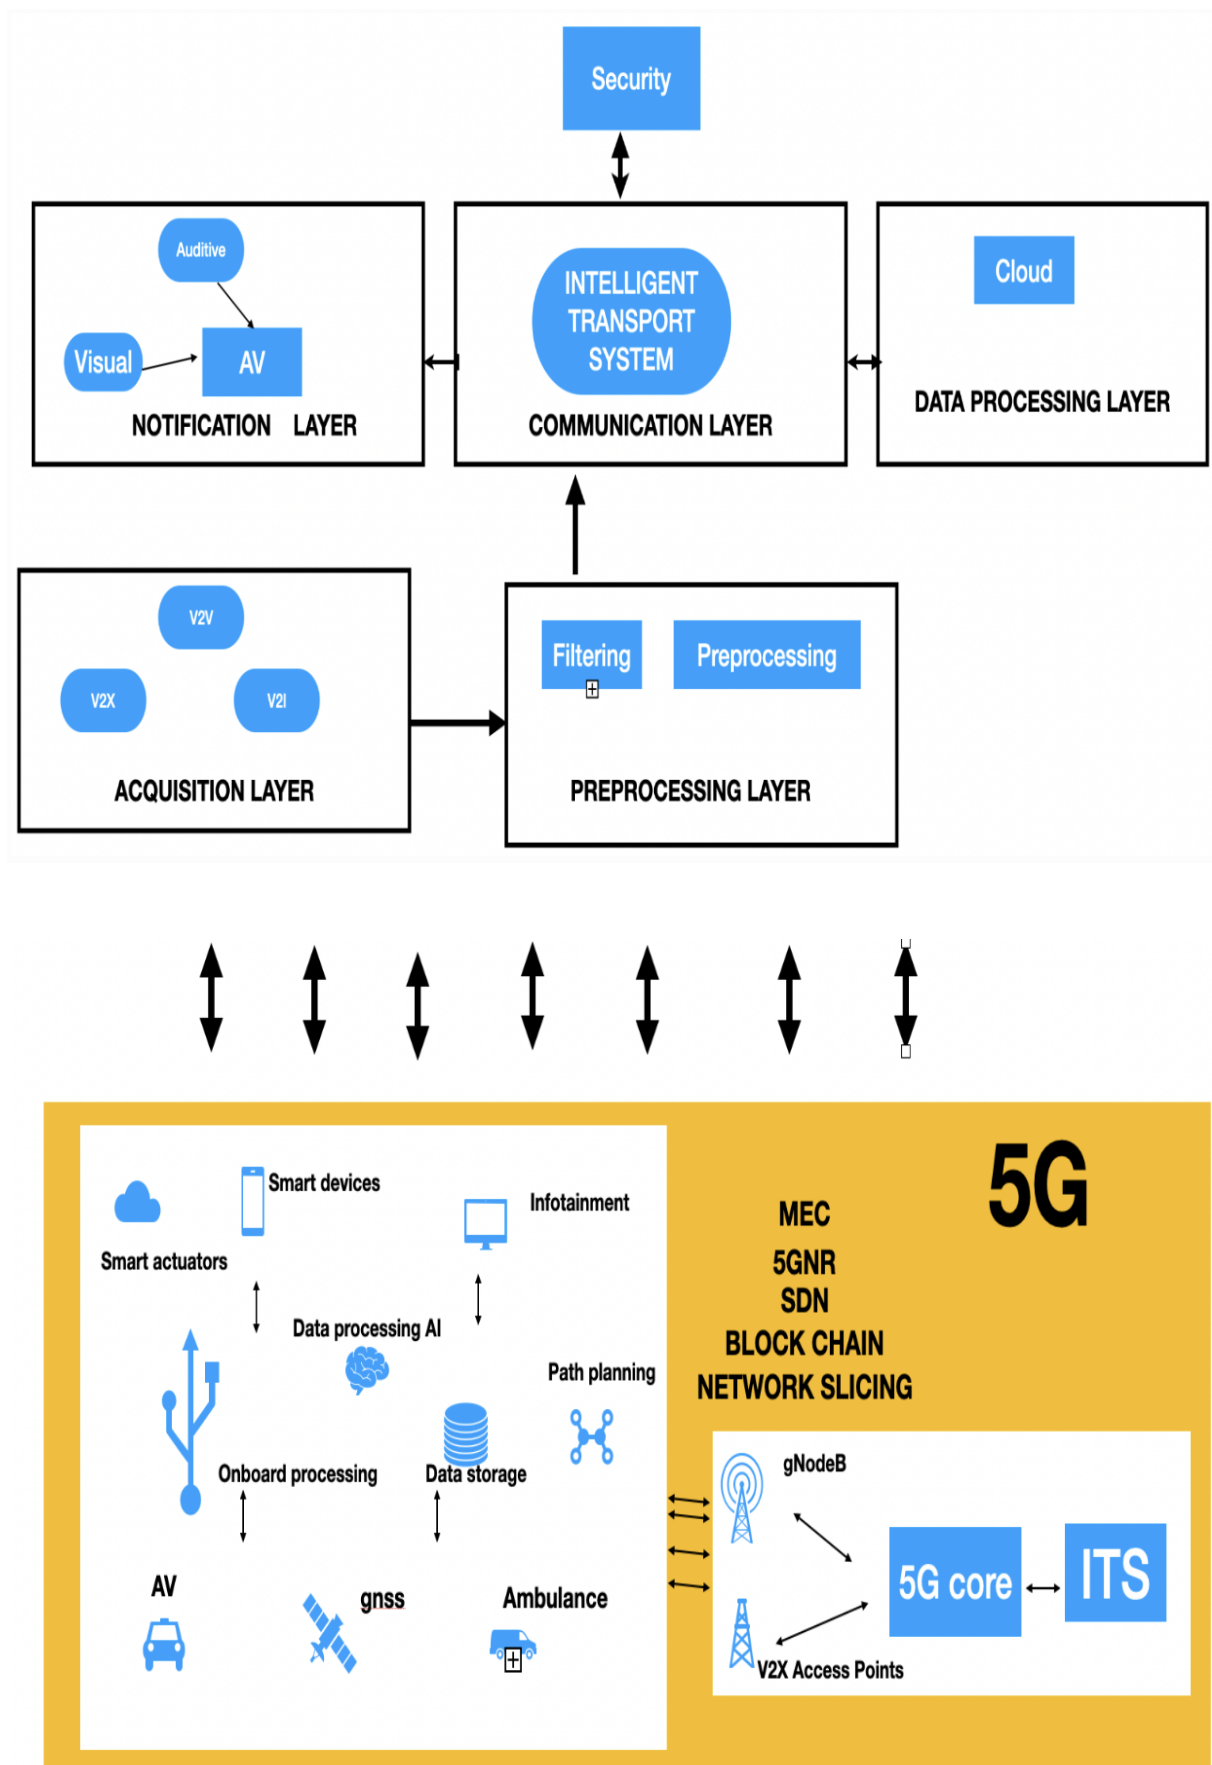 Security
Auditive
Visual
AV
NOTIFICATION LAYER
INTELLIGENT
TRANSPORT
SYSTEM
COMMUNICATION LAYER
Cloud
DATA PROCESSING LAYER
V2V
V2X
V2I
ACQUISITION LAYER
Filtering
Preprocessing
PREPROCESSING LAYER
5G
MEC
5GNR
SDN
BLOCK CHAIN
NETWORK SLICING
Smart devices
Infotainment
Smart actuators
Data processing AI
Path planning
Onboard processing
Data storage
AV
gnss
Ambulance
gNodeB
5G core
ITS
V2X Access Points